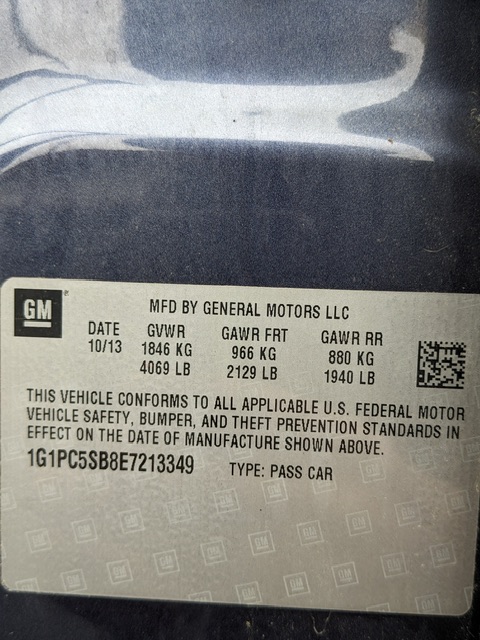 GM
MFD BY GENERAL MOTORS LLC
DATE GVWR GAWR FRT GAWR RR
10/13 1846 KG 966 KG 880 KG
4069 LB 2129 LB 1940 LB
THIS VEHICLE CONFORMS TO ALL APPLICABLE U.S. FEDERAL MOTOR
VEHICLE SAFETY, BUMPER, AND THEFT PREVENTION STANDARDS IN
EFFECT ON THE DATE OF MANUFACTURE SHOWN ABOVE.
1G1PC5SB8E7213349 TYPE: PASS CAR